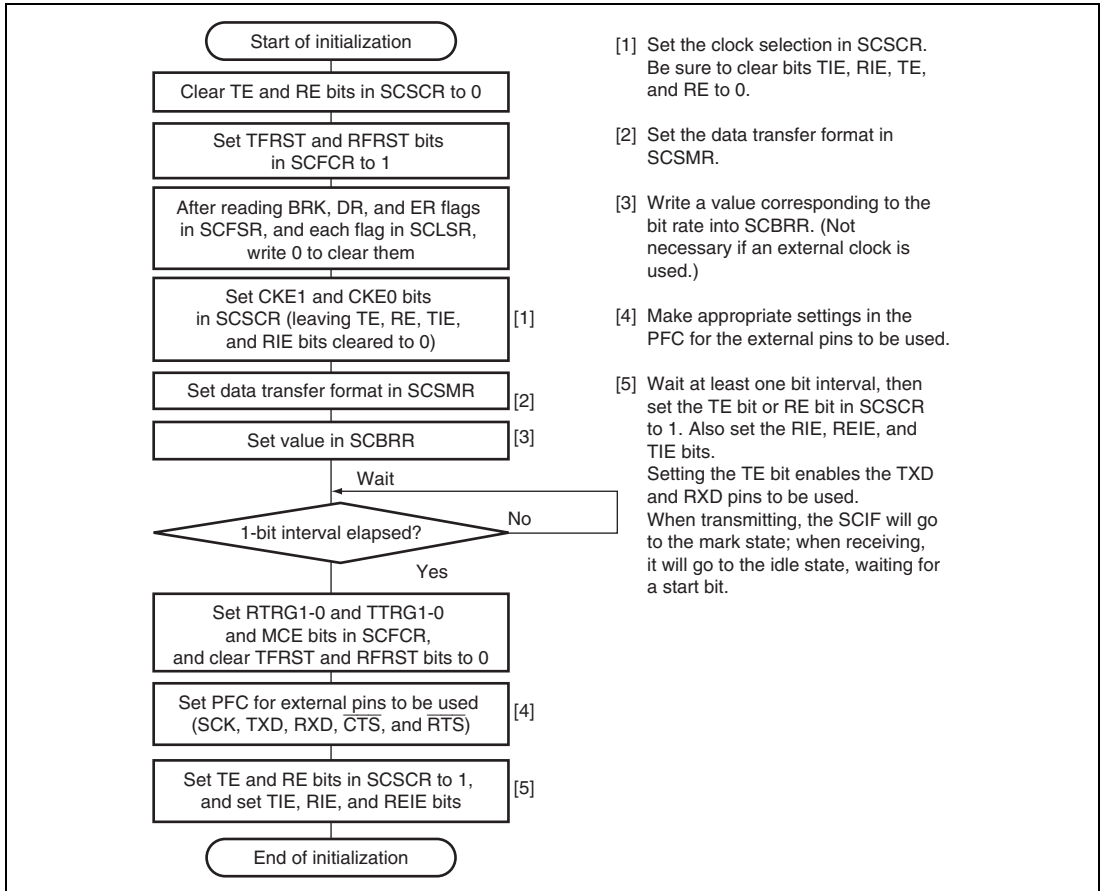 Start of initialization
Clear TE and RE bits in SCSCR to 0
Set TFRST and RFRST bits
in SCFCR to 1
After reading BRK, DR, and ER flags
in SCFSR, and each flag in SCLSR,
write 0 to clear them
Set CKE1 and CKE0 bits
in SCSCR (leaving TE, RE, TIE,
and RIE bits cleared to 0)
[1]
Set data transfer format in SCSMR
[2]
Set value in SCBRR
[3]
Wait
1-bit interval elapsed?
No
Yes
Set RTRG1-0 and TTRG1-0
and MCE bits in SCFCR,
and clear TFRST and RFRST bits to 0
Set PFC for external pins to be used
(SCK, TXD, RXD, CTS, and RTS)
[4]
Set TE and RE bits in SCSCR to 1,
and set TIE, RIE, and REIE bits
[5]
End of initialization
[1] Set the clock selection in SCSCR.
Be sure to clear bits TIE, RIE, TE,
and RE to 0.
[2] Set the data transfer format in
SCSMR.
[3] Write a value corresponding to the
bit rate into SCBRR. (Not
necessary if an external clock is
used.)
[4] Make appropriate settings in the
PFC for the external pins to be used.
[5] Wait at least one bit interval, then
set the TE bit or RE bit in SCSCR
to 1. Also set the RIE, REIE, and
TIE bits.
Setting the TE bit enables the TXD
and RXD pins to be used.
When transmitting, the SCIF will go
to the mark state; when receiving,
it will go to the idle state, waiting for
a start bit.